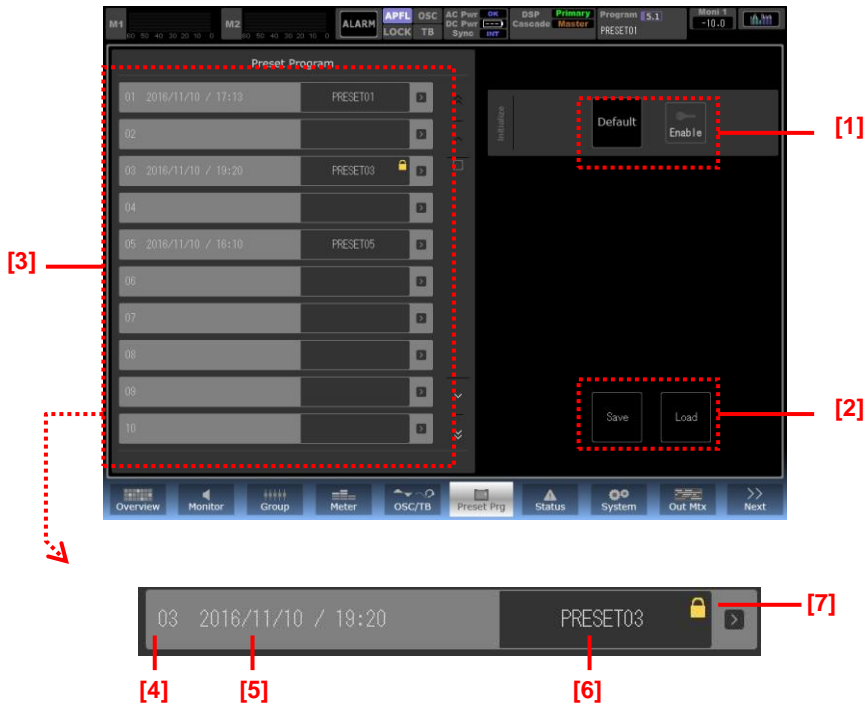 M1 M2 ALARM APFL OSC AC Pwr OK DSP Primary Program [5.1] Moni 1
60 50 40 30 20 10 0 60 50 40 30 20 10 0 LOCK TB DC Pwr Cascade Master PRESET01 -10.0
Sync INT
Preset Program
01 2016/11/10 / 17:13 PRESET01
02
03 2016/11/10 / 19:20 PRESET03
04
05 2016/11/10 / 16:10 PRESET05
06
07
08
09
10
Initialize
Default Enable
[1]
Save Load
[2]
[3]
Overview Monitor Group Meter OSC/TB Preset Prg Status System Out Mtx Next
03 2016/11/10 / 19:20 PRESET03
[7]
[4] [5] [6]